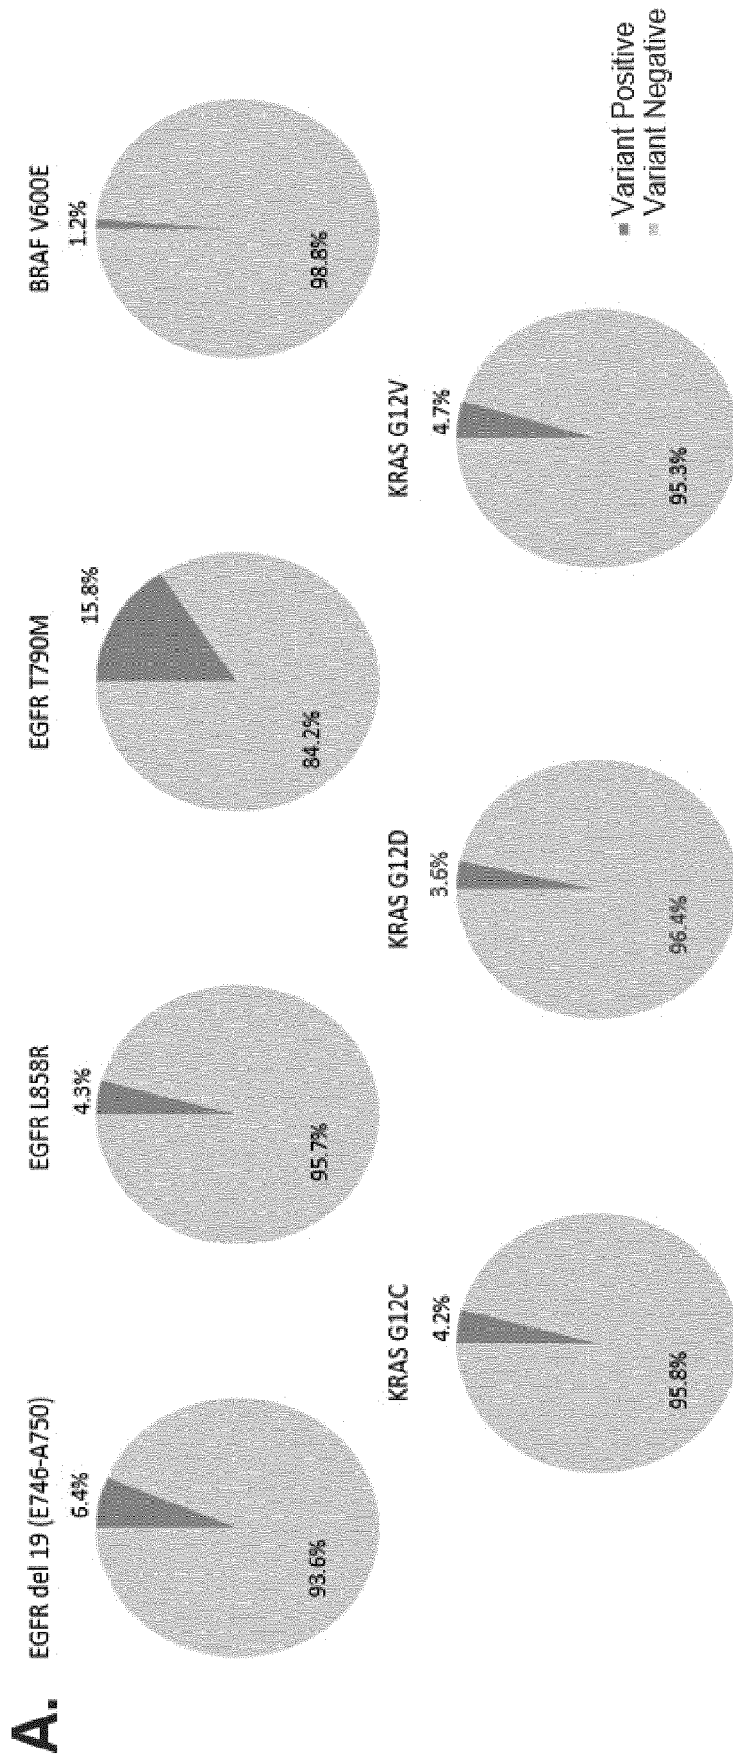 A.
EGFR del 19 (E746-A750)
6.4%
93.6%
EGFR L858R
4.3%
95.7%
EGFR T790M
15.8%
84.2%
BRAF V600E
1.2%
98.8%
KRAS G12C
4.2%
95.8%
KRAS G12D
3.6%
96.4%
KRAS G12V
4.7%
95.3%
Variant Positive
Variant Negative